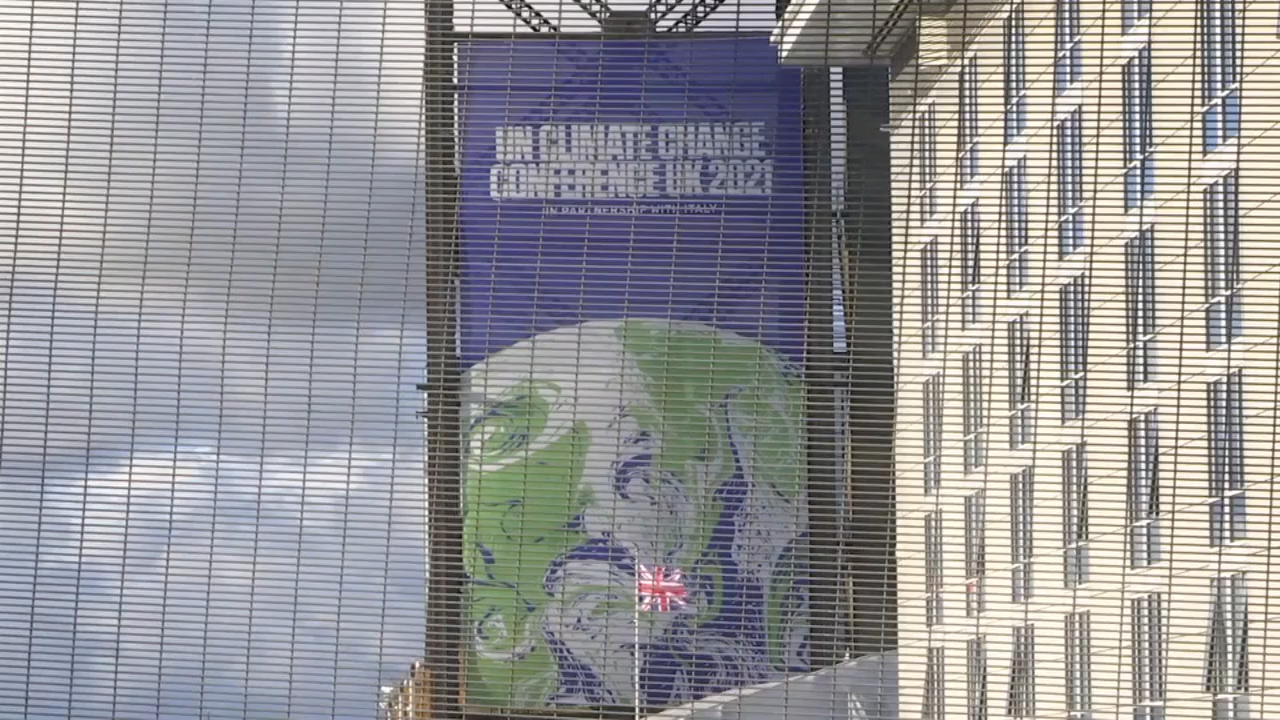 UN CLIMATE CHANGE
CONFERENCE UK 2021
IN PARTNERSHIP WITH ITALY